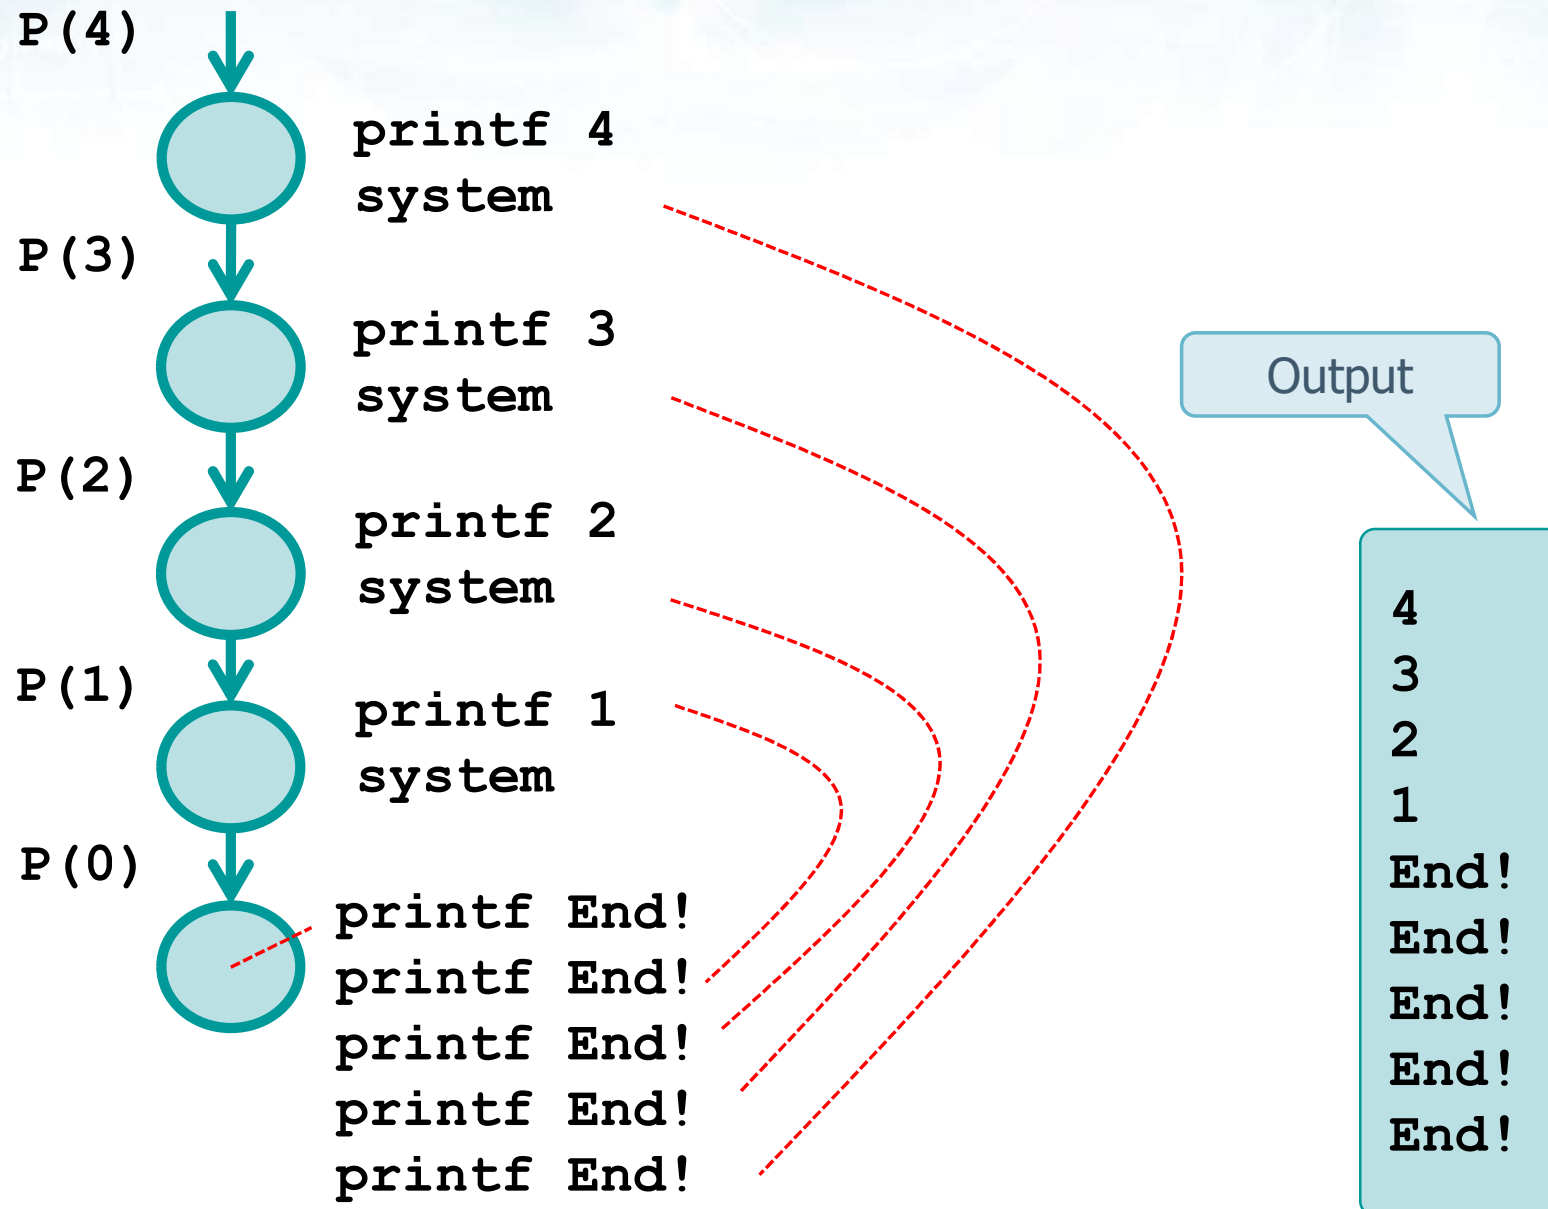 P(4)
printf 4
system
P(3)
printf 3
system
P(2)
printf 2
system
P(1)
printf 1
system
P(0)
printf End!
printf End!
printf End!
printf End!
printf End!
Output
4
3
2
1
End!
End!
End!
End!
End!